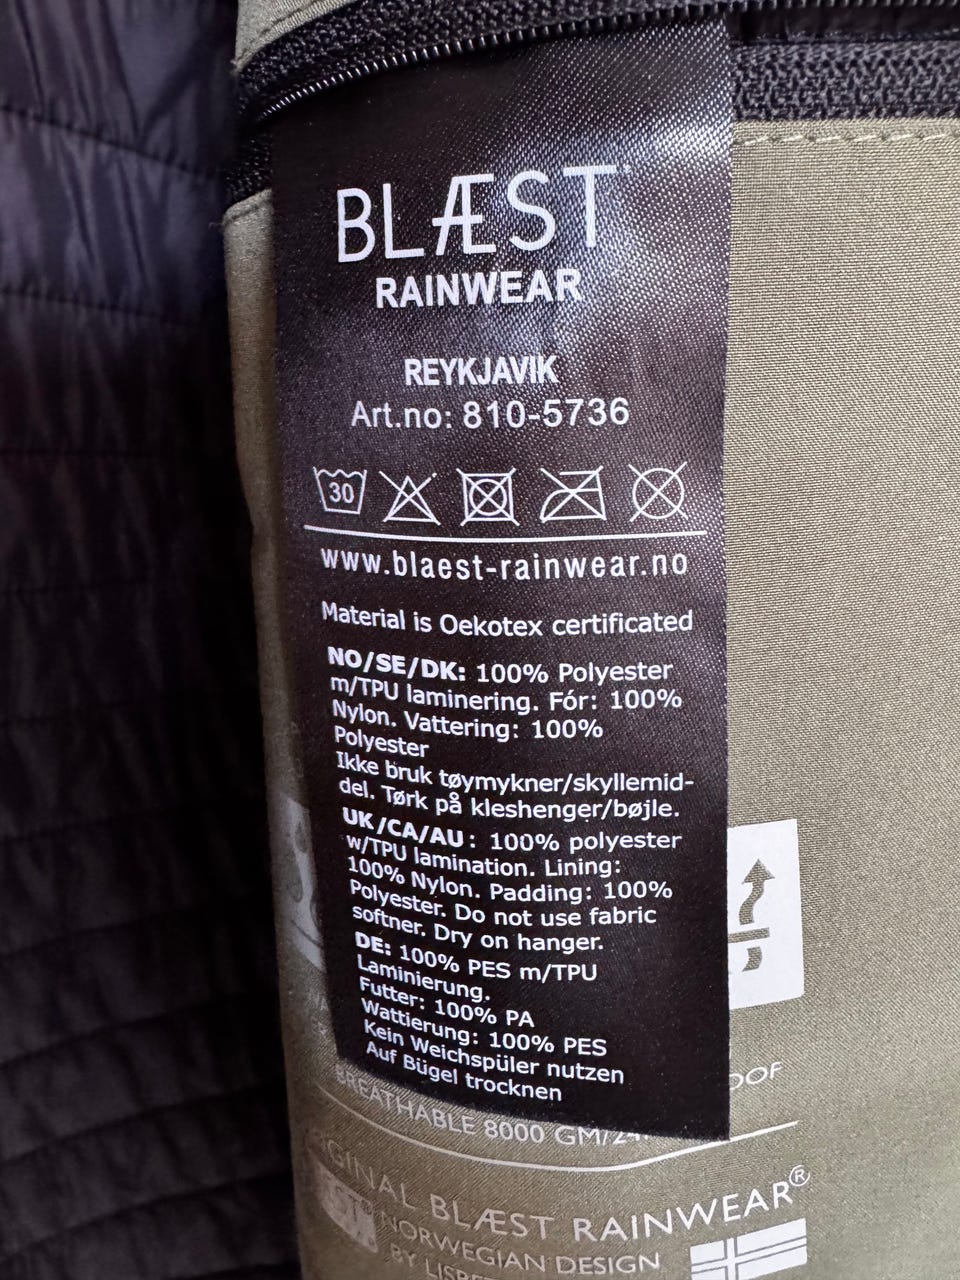 BLÆST
RAINWEAR
REYKJAVIK
Art.no: 810-5736
30
www.blaest-rainwear.no
Material is Oekotex certificated
NO/SE/DK: 100% Polyester
m/TPU laminering. Fór: 100%
Nylon. Vattering: 100%
Polyester
Ikke bruk tøymykner/skyllemid-
del. Tørk på kleshenger/bøjle.
UK/CA/AU: 100% polyester
w/TPU lamination. Lining:
100% Nylon. Padding: 100%
Polyester. Do not use fabric
softner. Dry on hanger.
DE: 100% PES m/TPU
Laminierung.
Futter: 100% PA
Wattierung: 100% PES
Kein Weichspüler nutzen
Auf Bügel trocknen
BREATHABLE 8000 GM/24
BLÆST RAINWEAR®
NORWEGIAN DESIGN
BY